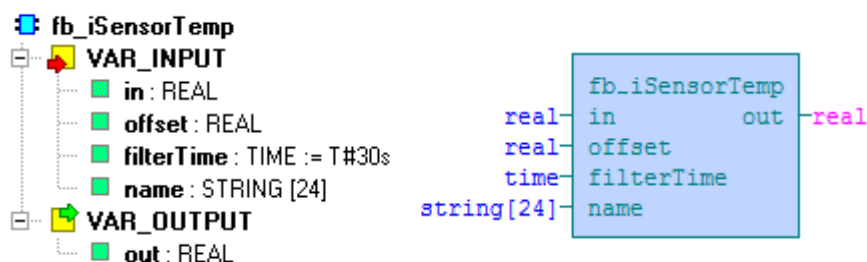 fb_iSensorTemp
VAR_INPUT
in : REAL
offset : REAL
filterTime : TIME := T#30s
name : STRING [24]
VAR_OUTPUT
out : REAL
fb_iSensorTemp
real in out real
real offset
time filterTime
string[24] name